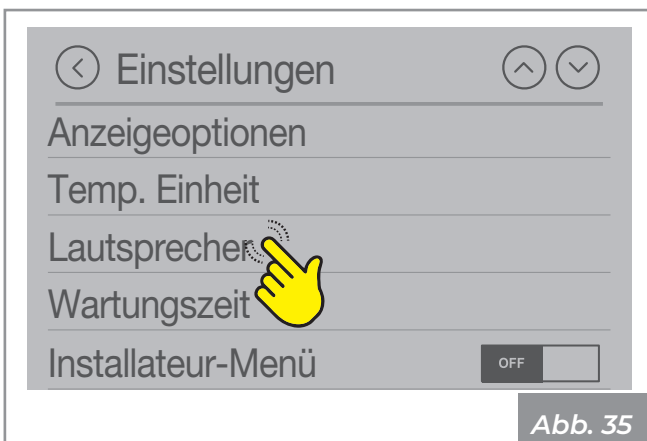 Einstellungen
Anzeigeoptionen
Temp. Einheit
Lautsprecher
Wartungszeit
Installateur-Menü OFF
Abb. 35